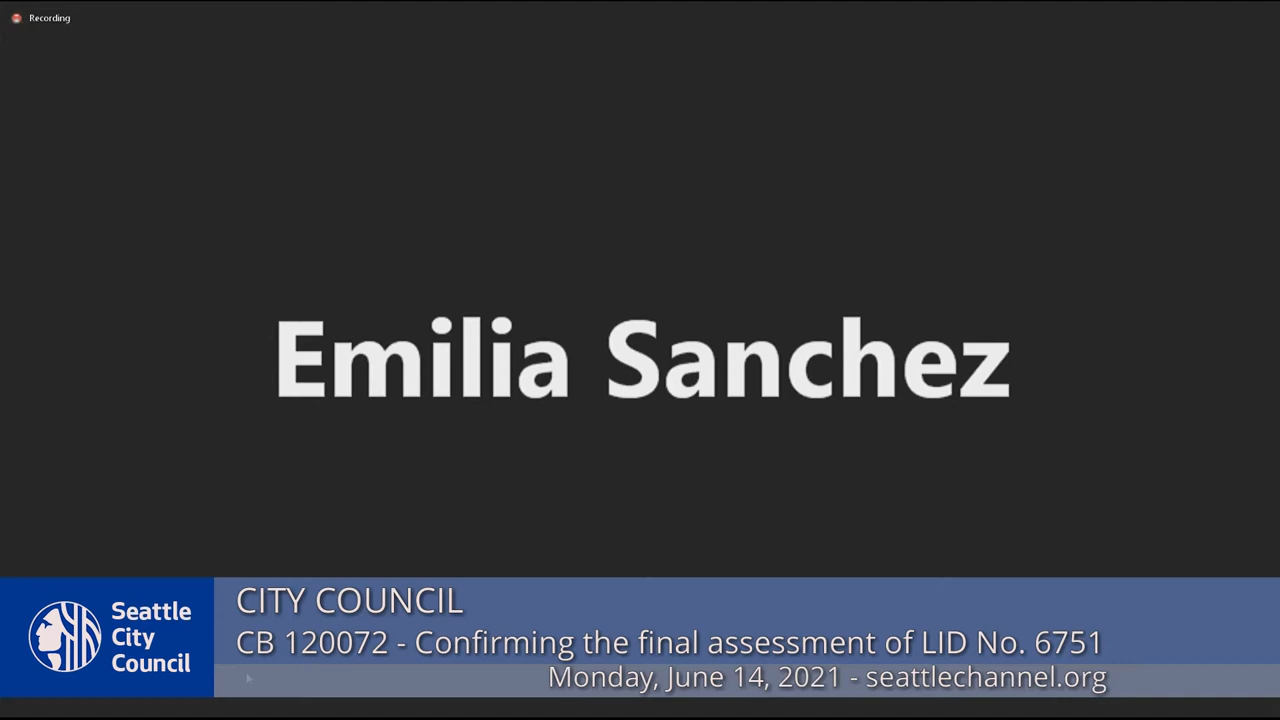 Recording
Emilia Sanchez
Seattle
City
Council
CITY COUNCIL
CB 120072 - Confirming the final assessment of LID No. 6751
Monday, June 14, 2021 - seattlechannel.org